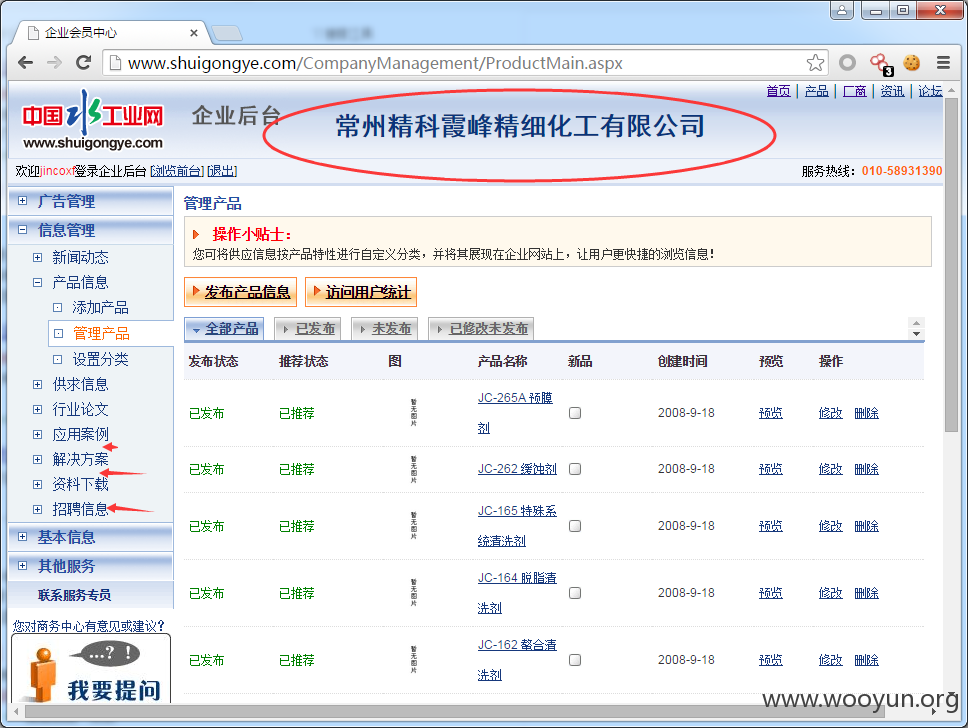 企业会员中心
www.shuigongye.com/CompanyManagement/ProductMain.aspx
3
首页 | 产品 | 厂商 | 资讯 | 论坛
中国水工业网
www.shuigongye.com
企业后台
常州精科霞峰精细化工有限公司
欢迎jincoxf登录企业后台 [浏览前台] [退出]
服务热线：010-58931390
广告管理
信息管理
新闻动态
产品信息
添加产品
管理产品
设置分类
供求信息
行业论文
应用案例
解决方案
资料下载
招聘信息
基本信息
其他服务
联系服务专员
您对商务中心有意见或建议？
...?!
我要提问
管理产品
操作小贴士：
您可将供应信息按产品特性进行自定义分类，并将其展现在企业网站上，让用户更快捷的浏览信息！
发布产品信息 访问用户统计
全部产品 已发布 未发布 已修改未发布
发布状态 推荐状态 图 产品名称 新品 创建时间 预览 操作
已发布 已推荐 暂无图片 JC-265A 预膜剂 2008-9-18 预览 修改 删除
已发布 已推荐 暂无图片 JC-262 缓蚀剂 2008-9-18 预览 修改 删除
已发布 已推荐 暂无图片 JC-165 特殊系统清洗剂 2008-9-18 预览 修改 删除
已发布 已推荐 暂无图片 JC-164 脱脂清洗剂 2008-9-18 预览 修改 删除
已发布 已推荐 暂无图片 JC-162 螯合清洗剂 2008-9-18 预览 修改 删除
www.wooyun.org